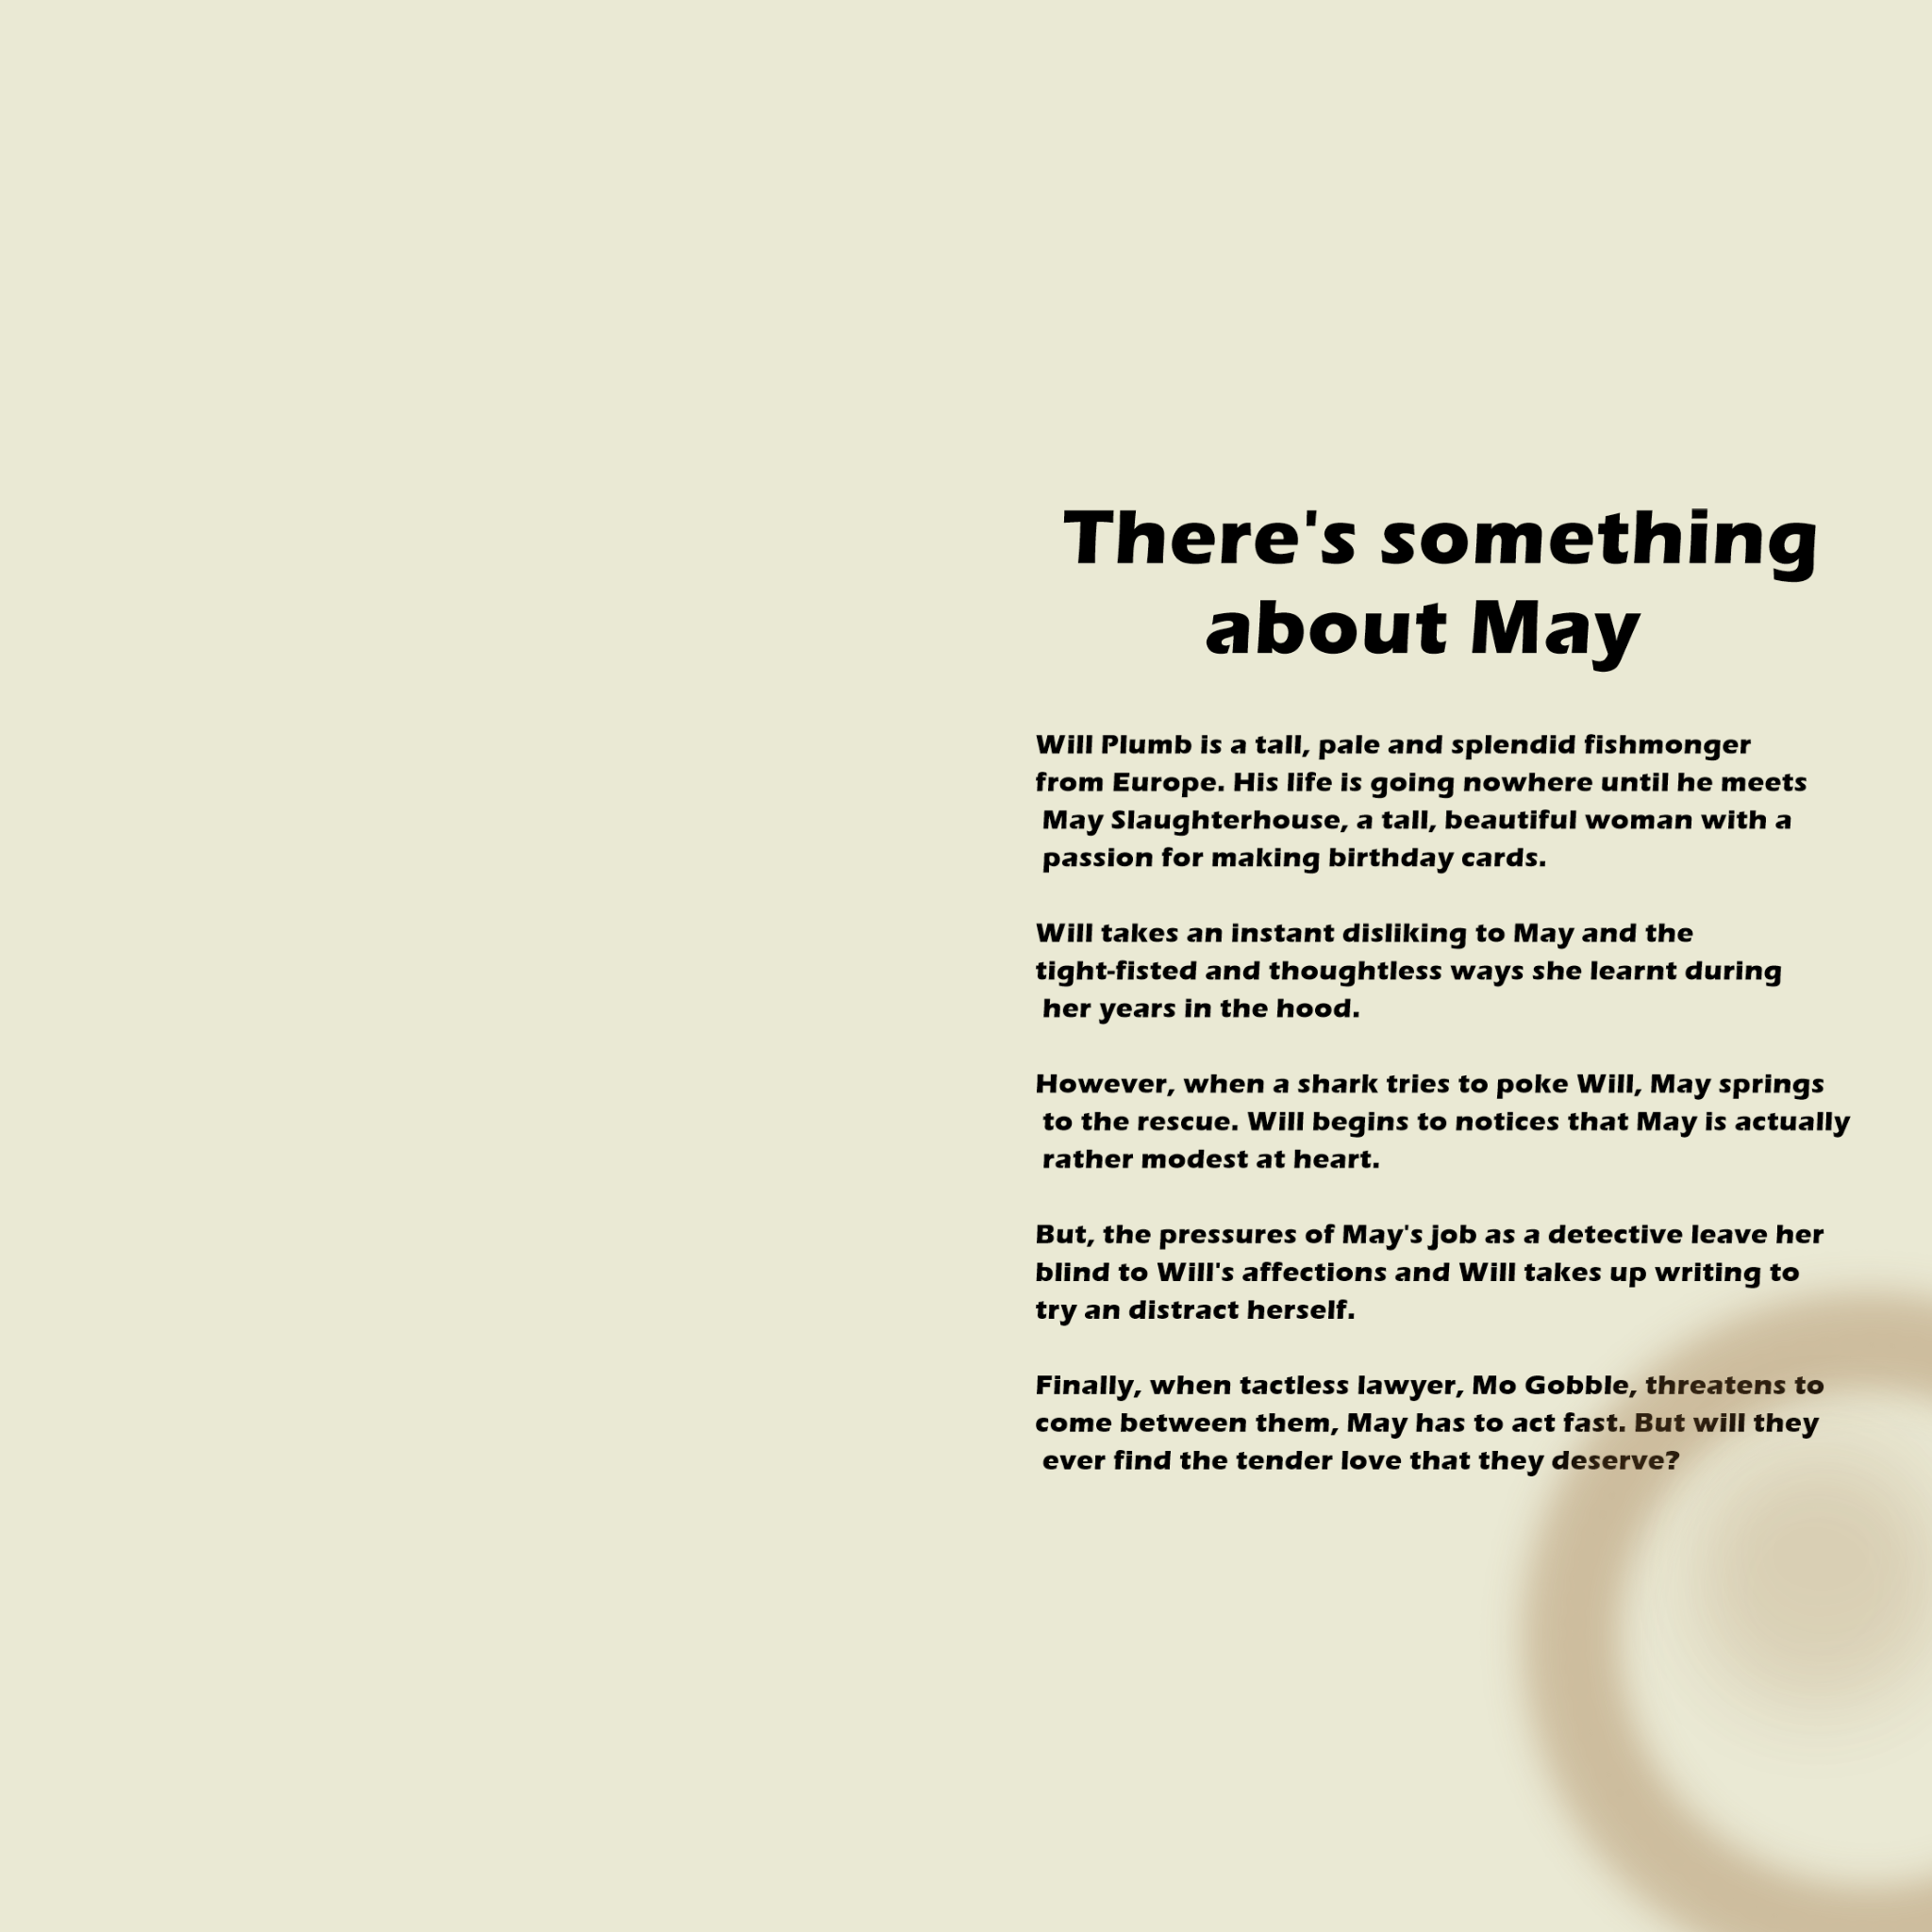 There's something
about May
Will Plumb is a tall, pale and splendid fishmonger
from Europe. His life is going nowhere until he meets
May Slaughterhouse, a tall, beautiful woman with a
passion for making birthday cards.
Will takes an instant disliking to May and the
tight-fisted and thoughtless ways she learnt during
her years in the hood.
However, when a shark tries to poke Will, May springs
to the rescue. Will begins to notices that May is actually
rather modest at heart.
But, the pressures of May's job as a detective leave her
blind to Will's affections and Will takes up writing to
try an distract herself.
Finally, when tactless lawyer, Mo Gobble, threatens to
come between them, May has to act fast. But will they
ever find the tender love that they deserve?